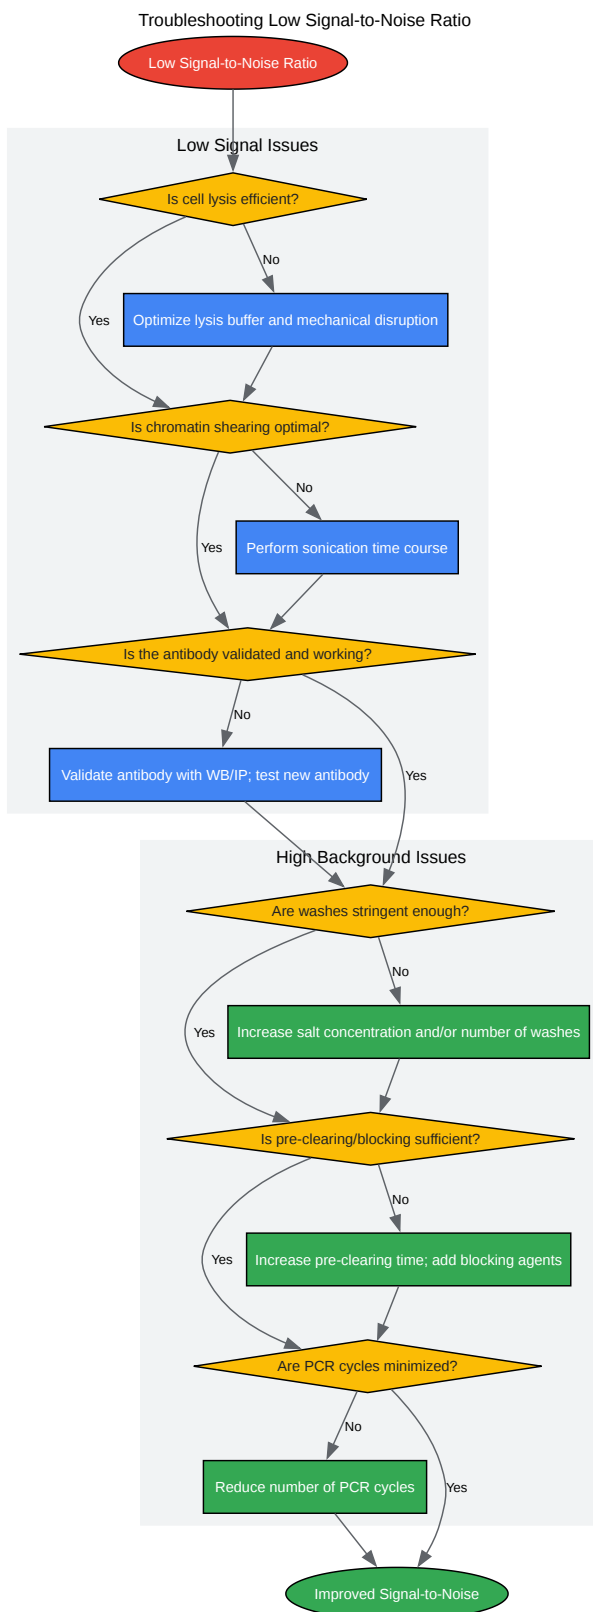 Troubleshooting Low Signal-to-Noise Ratio
Low Signal-to-Noise Ratio
Low Signal Issues
Is cell lysis efficient?
No
Yes
Optimize lysis buffer and mechanical disruption
Is chromatin shearing optimal?
No
Yes
Perform sonication time course
Is the antibody validated and working?
No
Validate antibody with WB/IP; test new antibody
Yes
High Background Issues
Are washes stringent enough?
No
Yes
Increase salt concentration and/or number of washes
Is pre-clearing/blocking sufficient?
No
Yes
Increase pre-clearing time; add blocking agents
Are PCR cycles minimized?
No
Reduce number of PCR cycles
Yes
Improved Signal-to-Noise